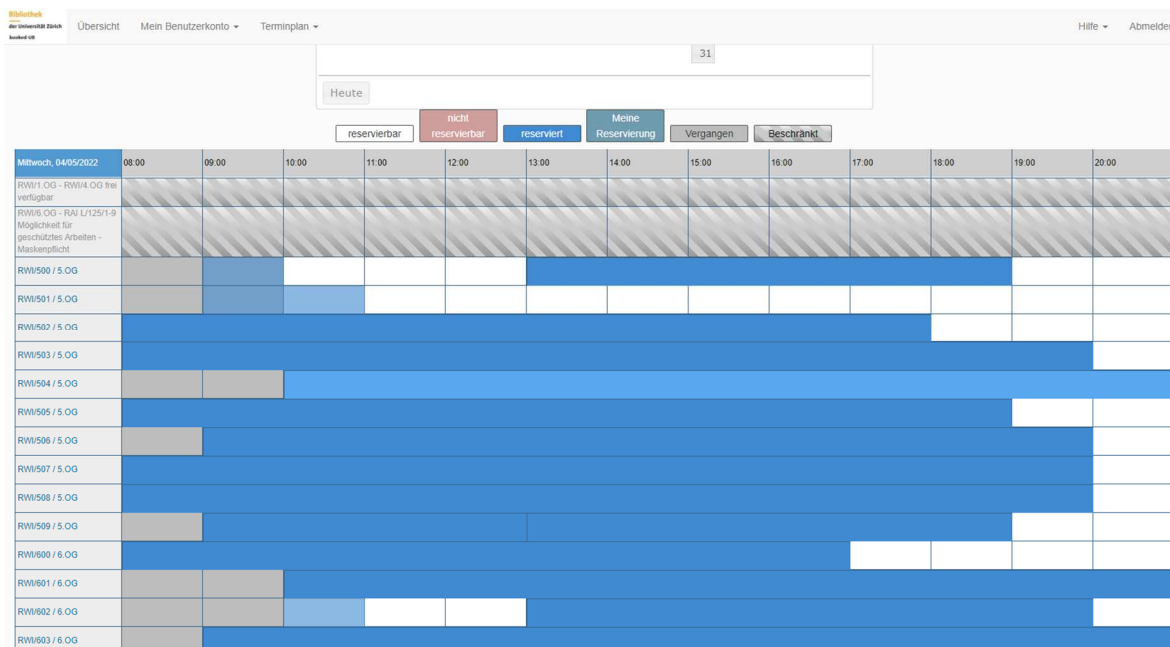 Bibliothek
der Universität Zürich
booked UB
Übersicht
Mein Benutzerkonto
Terminplan
Hilfe
Abmelden
31
Heute
reservierbar
nicht
reservierbar
reserviert
Meine
Reservierung
Vergangen
Beschränkt
Mittwoch, 04/05/2022 08:00 09:00 10:00 11:00 12:00 13:00 14:00 15:00 16:00 17:00 18:00 19:00 20:00
RWI/1.OG - RWI/4.OG frei
verfügbar
RWI/6.OG - RAI L/125/1-9
Möglichkeit für
geschütztes Arbeiten -
Maskenpflicht
RWI/500 / 5.OG
RWI/501 / 5.OG
RWI/502 / 5.OG
RWI/503 / 5.OG
RWI/504 / 5.OG
RWI/505 / 5.OG
RWI/506 / 5.OG
RWI/507 / 5.OG
RWI/508 / 5.OG
RWI/509 / 5.OG
RWI/600 / 6.OG
RWI/601 / 6.OG
RWI/602 / 6.OG
RWI/603 / 6.OG